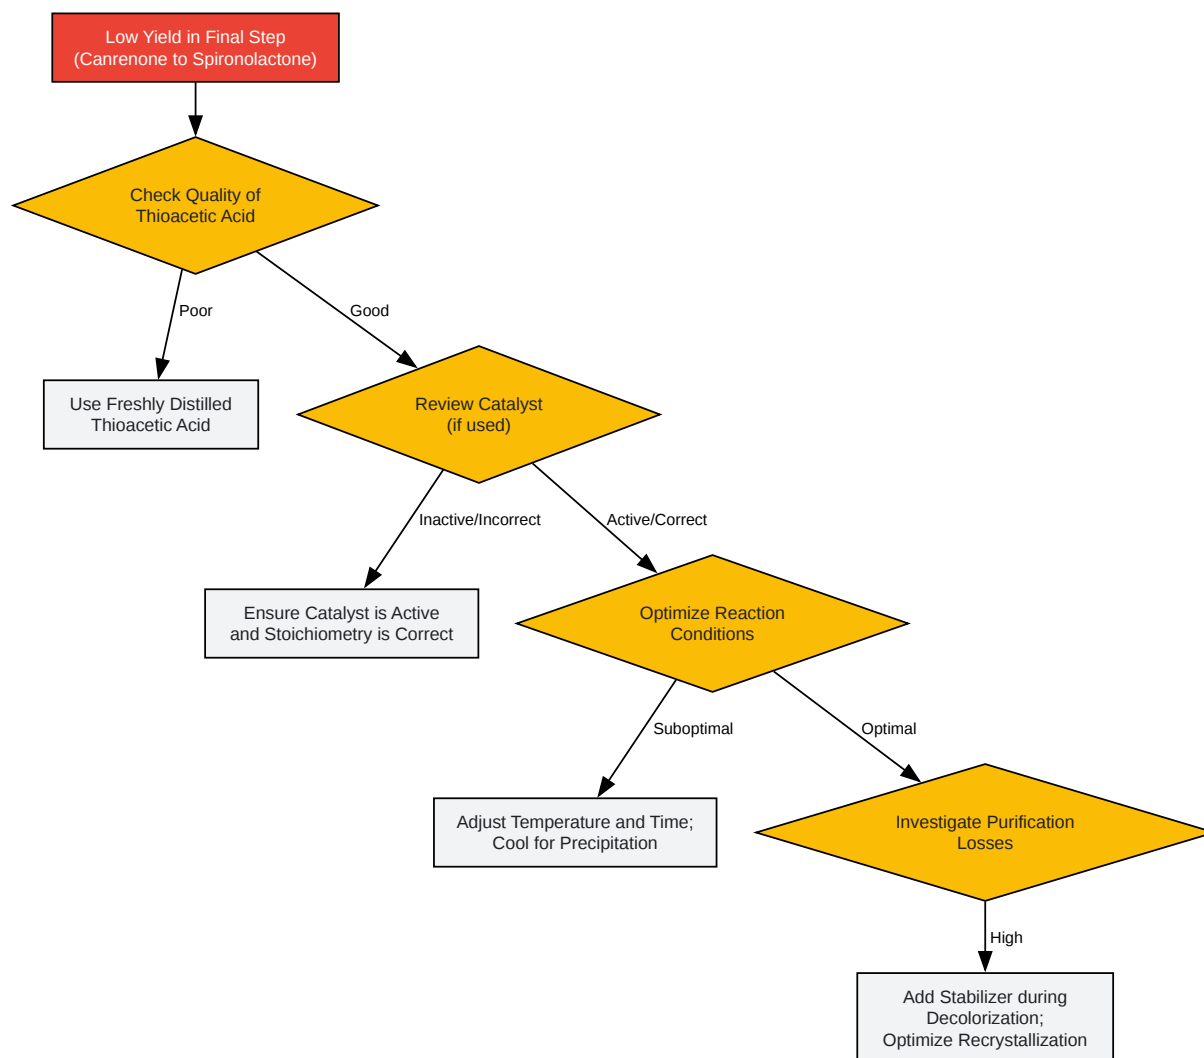 Low Yield in Final Step
(Canrenone to Spironolactone)
Check Quality of
Thioacetic Acid
Poor
Good
Use Freshly Distilled
Thioacetic Acid
Review Catalyst
(if used)
Inactive/Incorrect
Active/Correct
Ensure Catalyst is Active
and Stoichiometry is Correct
Optimize Reaction
Conditions
Suboptimal
Optimal
Adjust Temperature and Time;
Cool for Precipitation
Investigate Purification
Losses
High
Add Stabilizer during
Decolorization;
Optimize Recrystallization